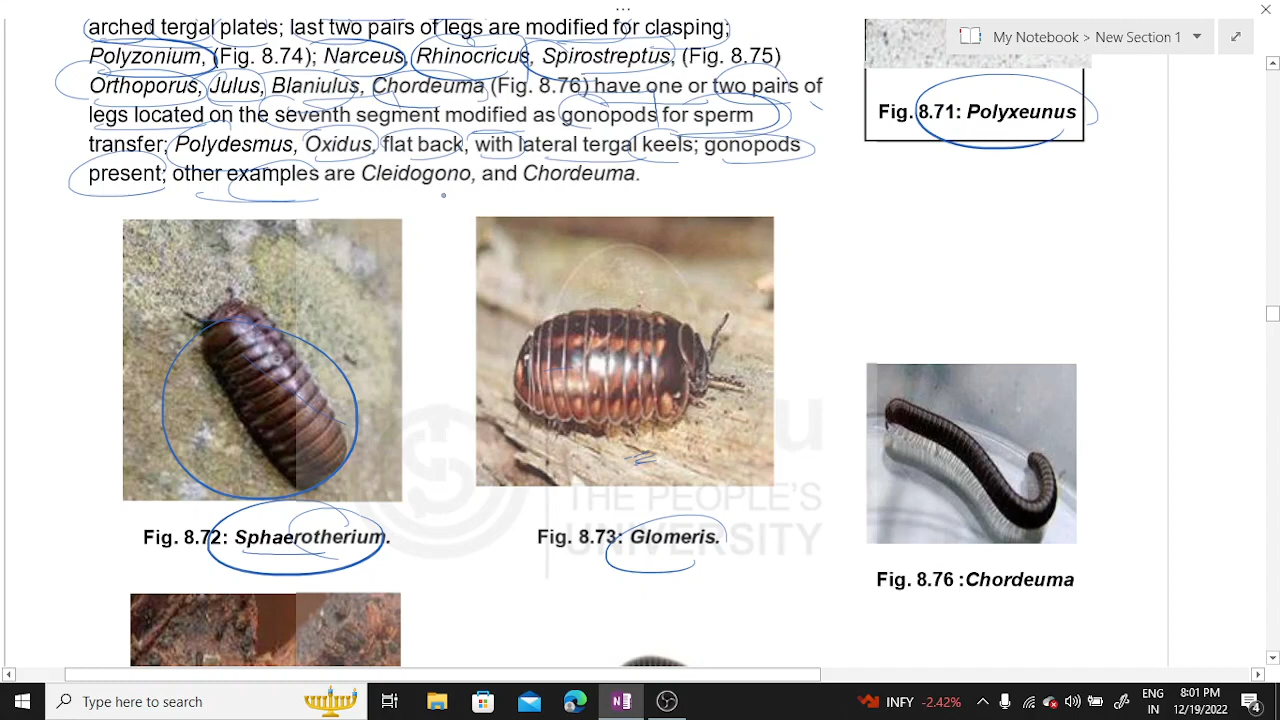 ...
My Notebook > New Section 1
arched tergal plates; last two pairs of legs are modified for clasping;
Polyzonium, (Fig. 8.74); Narceus, Rhinocricus, Spirostreptus, (Fig. 8.75)
Orthoporus, Julus, Blaniulus, Chordeuma (Fig. 8.76) have one or two pairs of
legs located on the seventh segment modified as gonopods for sperm
transfer; Polydesmus, Oxidus, flat back, with lateral tergal keels; gonopods
present; other examples are Cleidogono, and Chordeuma.
Fig. 8.71: Polyxeunus
THE PEOPLE'S
UNIVERSITY
Fig. 8.72: Sphaerotherium.
Fig. 8.73: Glomeris.
Fig. 8.76 :Chordeuma
Type here to search
INFY -2.42%
ENG
IN
8:01 PM
12/19/2022
4